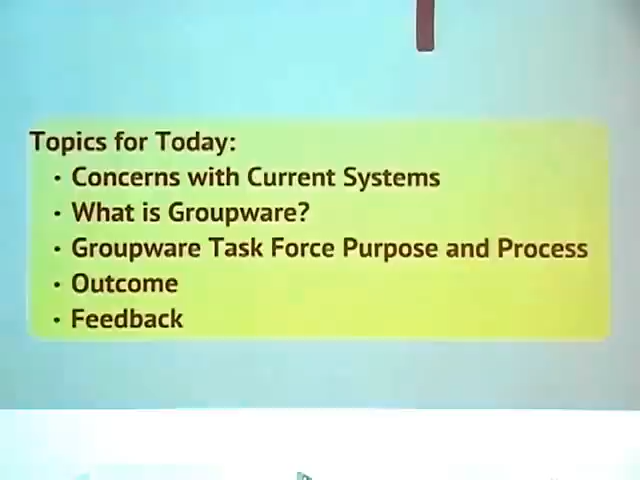 Topics for Today:
• Concerns with Current Systems
• What is Groupware?
• Groupware Task Force Purpose and Process
• Outcome
• Feedback